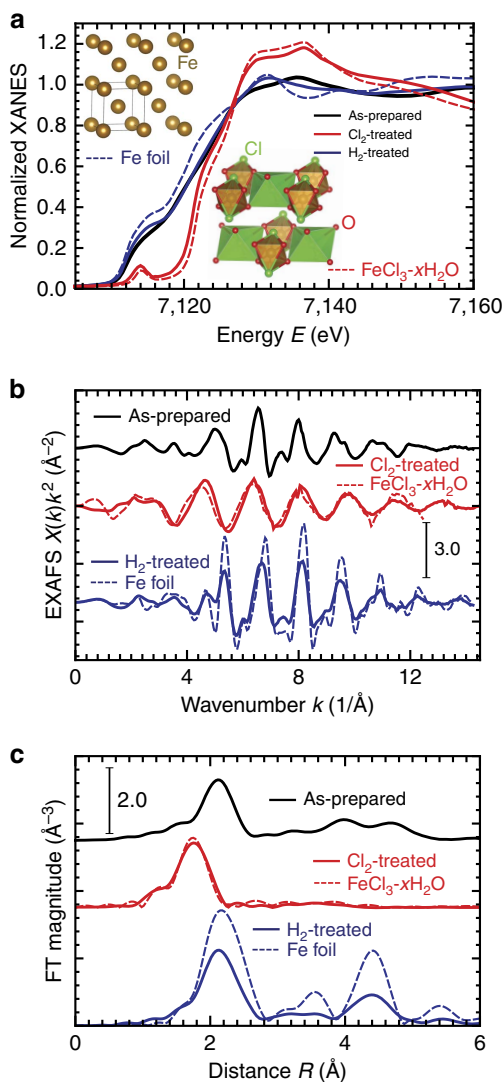 a
Normalized XANES
1.2
1.0
0.8
0.6
0.4
0.2
0.0
Fe
Fe foil
As-prepared
Cl₂-treated
H₂-treated
Cl
O
FeCl₃-xH₂O
7,120 7,140 7,160
Energy E (eV)
b
EXAFS X(k)k² (Å⁻²)
As-prepared
Cl₂-treated
FeCl₃-xH₂O
3.0
H₂-treated
Fe foil
0 4 8 12
Wavenumber k (1/Å)
c
FT magnitude (Å⁻³)
2.0
As-prepared
Cl₂-treated
FeCl₃-xH₂O
H₂-treated
Fe foil
0 2 4 6
Distance R (Å)